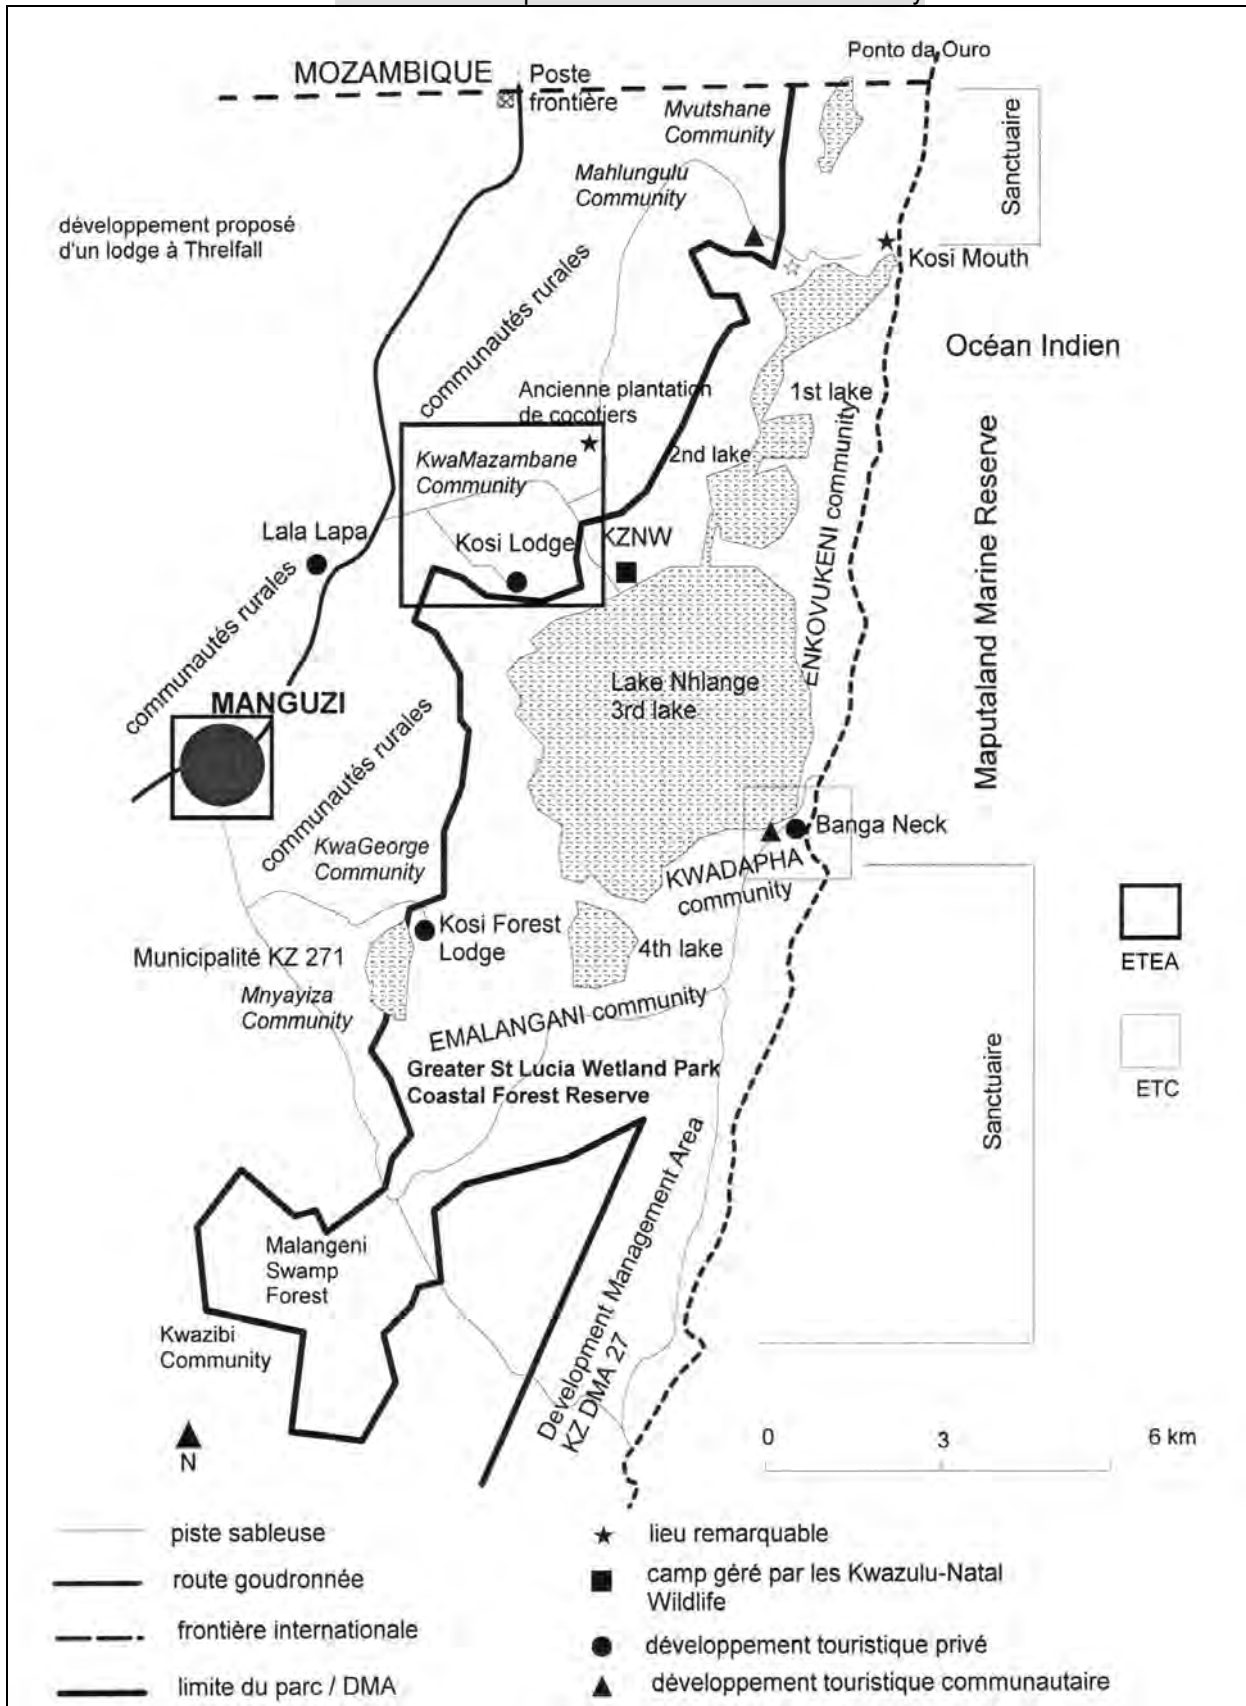 Ponto da Ouro
MOZAMBIQUE
Poste
frontière
Mvutshane
Community
Sanctuaire
Mahlungulu
Community
développement proposé
d'un lodge à Threlfall
communautés rurales
Kosi Mouth
Océan Indien
1st lake
Ancienne plantation
de cocotiers
2nd lake
KwaMazambane
Community
ENKOVUKENI community
Maputaland Marine Reserve
Lala Lapa
Kosi Lodge
KZNW
communautés rurales
Lake Nhlange
3rd lake
MANGUZI
communautés rurales
Banga Neck
KwaGeorge
Community
KWADAPHA
community
Kosi Forest
Lodge
4th lake
Municipalité KZ 271
ETEA
Mnyayiza
Community
EMALANGANI community
Greater St Lucia Wetland Park
Coastal Forest Reserve
ETC
Sanctuaire
Development Management Area
KZ DMA 27
Malangeni
Swamp
Forest
Kwazibi
Community
N
0 3 6 km
piste sableuse
route goudronnée
frontière internationale
limite du parc / DMA
lieu remarquable
camp géré par les Kwazulu-Natal
Wildlife
développement touristique privé
développement touristique communautaire